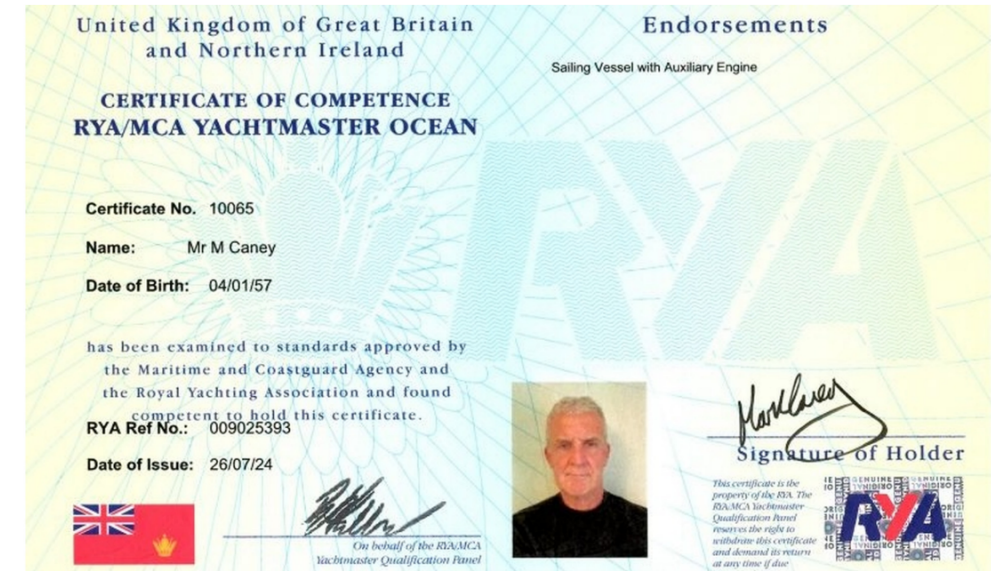 United Kingdom of Great Britain
and Northern Ireland
CERTIFICATE OF COMPETENCE
RYA/MCA YACHTMASTER OCEAN
Certificate No. 10065
Name: Mr M Caney
Date of Birth: 04/01/57
has been examined to standards approved by
the Maritime and Coastguard Agency and
the Royal Yachting Association and found
competent to hold this certificate.
RYA Ref No.: 009025393
Date of Issue: 26/07/24
On behalf of the RYA/MCA
Yachtmaster Qualification Panel
Endorsements
Sailing Vessel with Auxiliary Engine
RYA
Mark Caney
Signature of Holder
This certificate is the
property of the RYA. The
RYA/MCA Yachtmaster
Qualification Panel
reserves the right to
withdraw this certificate
and demand its return
at any time if due
RYA